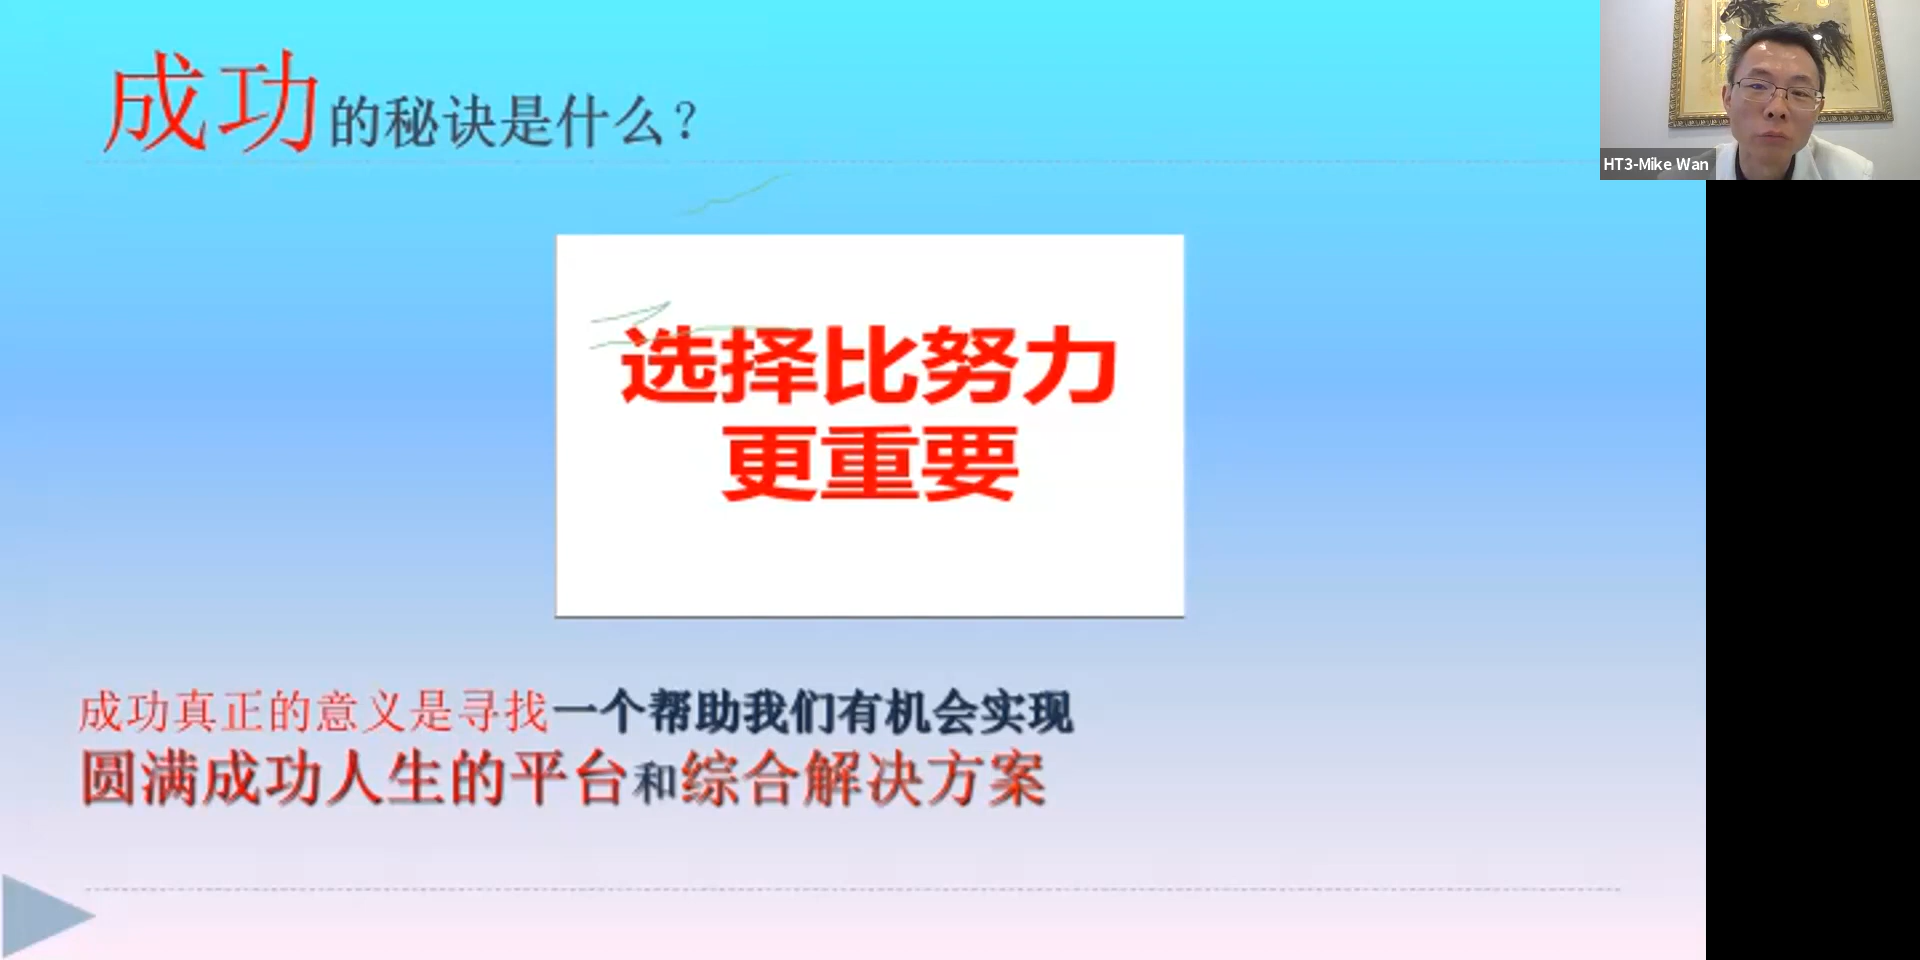 成功的秘诀是什么？
HT3-Mike Wan
选择比努力
更重要
成功真正的意义是寻找一个帮助我们有机会实现
圆满成功人生的平台和综合解决方案